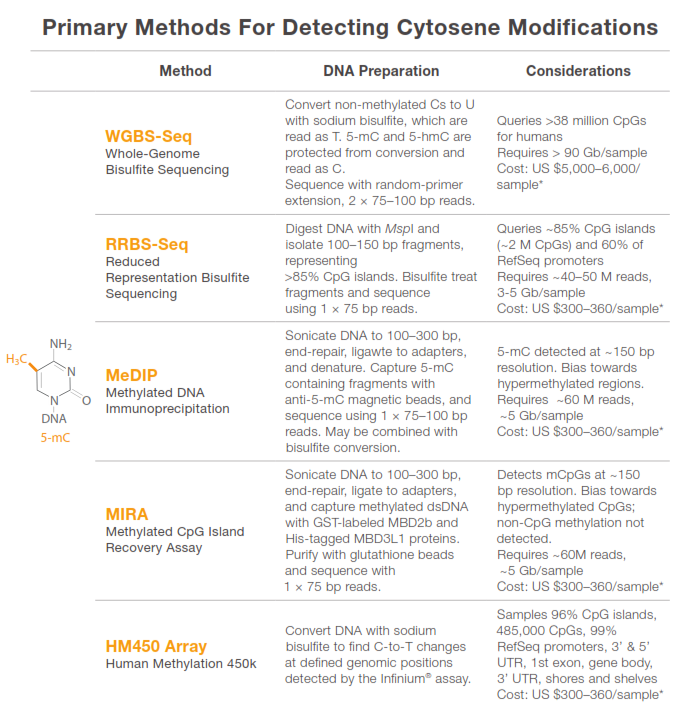 Primary Methods For Detecting Cytosene Modifications
Method
DNA Preparation
Considerations
WGBS-Seq
Whole-Genome
Bisulfite Sequencing
Convert non-methylated Cs to U
with sodium bisulfite, which are
read as T. 5-mC and 5-hmC are
protected from conversion and
read as C.
Sequence with random-primer
extension, 2 × 75–100 bp reads.
Queries >38 million CpGs
for humans
Requires > 90 Gb/sample
Cost: US $5,000–6,000/
sample*
RRBS-Seq
Reduced
Representation Bisulfite
Sequencing
Digest DNA with MspI and
isolate 100–150 bp fragments,
representing
>85% CpG islands. Bisulfite treat
fragments and sequence
using 1 × 75 bp reads.
Queries ~85% CpG islands
(~2 M CpGs) and 60% of
RefSeq promoters
Requires ~40–50 M reads,
3-5 Gb/sample
Cost: US $300–360/sample*
NH₂
H₃C
N
N
O
DNA
5-mC
MeDIP
Methylated DNA
Immunoprecipitation
Sonicate DNA to 100–300 bp,
end-repair, ligawte to adapters,
and denature. Capture 5-mC
containing fragments with
anti-5-mC magnetic beads, and
sequence using 1 × 75–100 bp
reads. May be combined with
bisulfite conversion.
5-mC detected at ~150 bp
resolution. Bias towards
hypermethylated regions.
Requires ~60 M reads,
~5 Gb/sample
Cost: US $300–360/sample*
MIRA
Methylated CpG Island
Recovery Assay
Sonicate DNA to 100–300 bp,
end-repair, ligate to adapters,
and capture methylated dsDNA
with GST-labeled MBD2b and
His-tagged MBD3L1 proteins.
Purify with glutathione beads
and sequence with
1 × 75 bp reads.
Detects mCpGs at ~150
bp resolution. Bias towards
hypermethylated CpGs;
non-CpG methylation not
detected.
Requires ~60M reads,
~5 Gb/sample
Cost: US $300–360/sample*
HM450 Array
Human Methylation 450k
Convert DNA with sodium
bisulfite to find C-to-T changes
at defined genomic positions
detected by the Infinium® assay.
Samples 96% CpG islands,
485,000 CpGs, 99%
RefSeq promoters, 3' & 5'
UTR, 1st exon, gene body,
3' UTR, shores and shelves
Cost: US $300–360/sample*